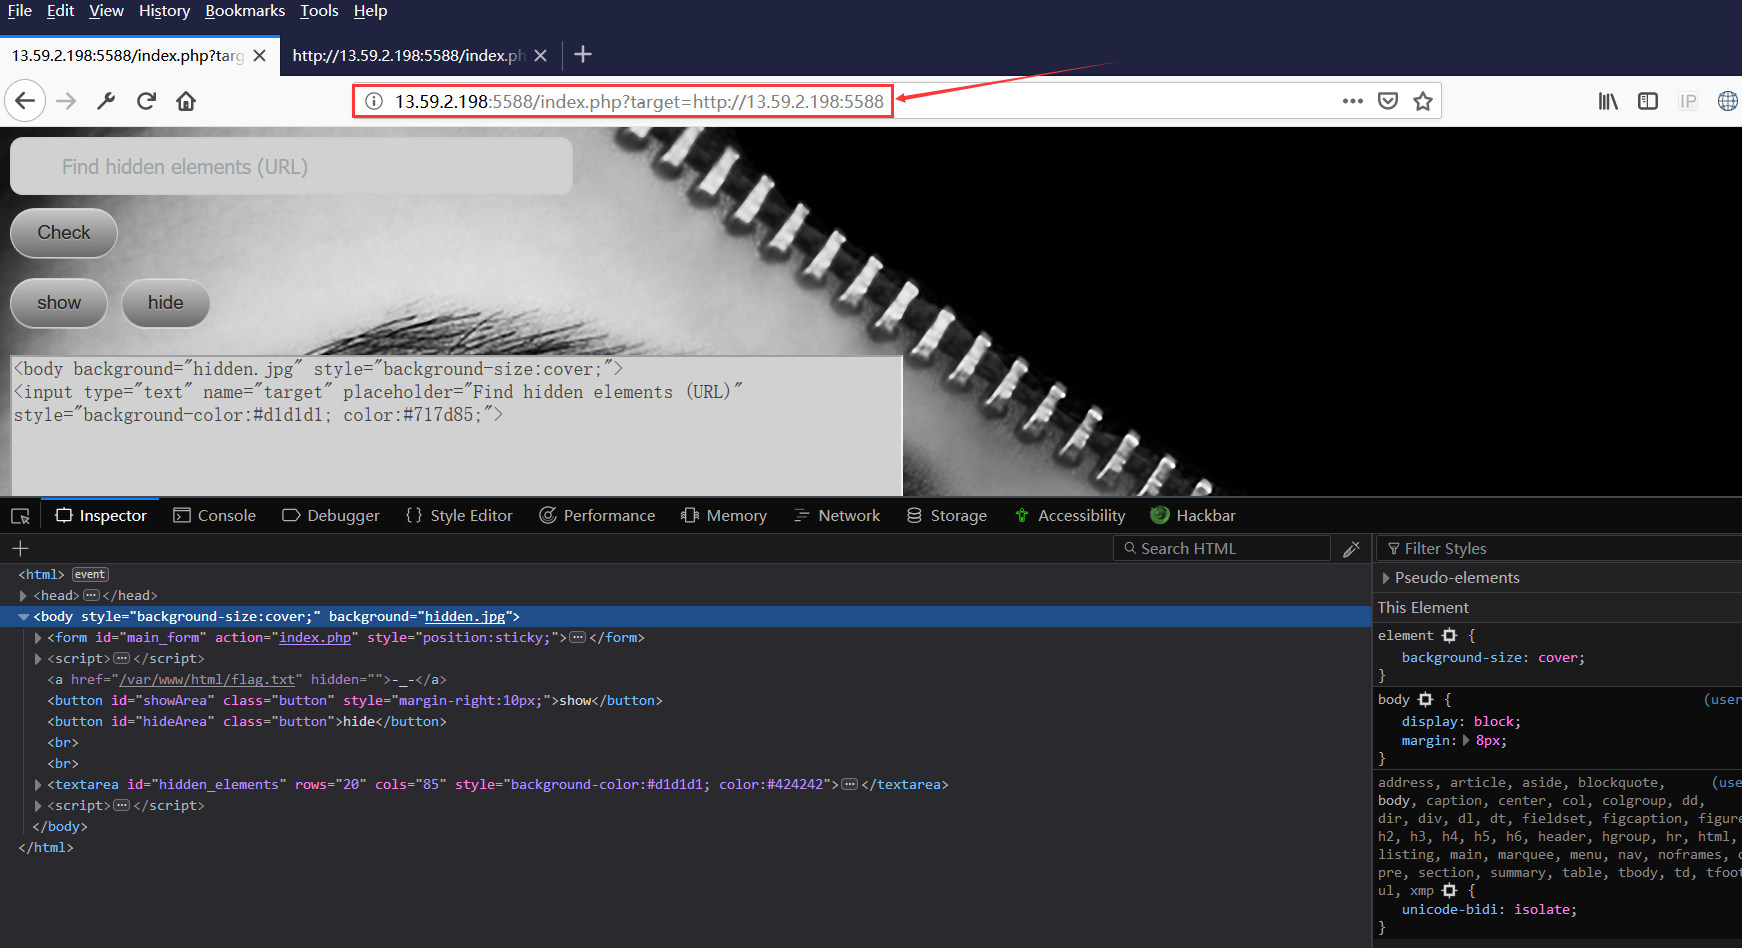 File Edit View History Bookmarks Tools Help
13.59.2.198:5588/index.php?targ
http://13.59.2.198:5588/index.ph
13.59.2.198:5588/index.php?target=http://13.59.2.198:5588
IP
Find hidden elements (URL)
Check
show hide
<body background="hidden.jpg" style="background-size:cover;">
<input type="text" name="target" placeholder="Find hidden elements (URL)"
style="background-color:#d1d1d1; color:#717d85;">
Inspector Console Debugger {} Style Editor Performance Memory Network Storage Accessibility Hackbar
+ Search HTML Filter Styles
<html> event
<head>…</head>
<body style="background-size:cover;" background="hidden.jpg">
<form id="main_form" action="index.php" style="position:sticky;">…</form>
<script>…</script>
<a href="/var/www/html/flag.txt" hidden="">-_-</a>
<button id="showArea" class="button" style="margin-right:10px;">show</button>
<button id="hideArea" class="button">hide</button>
<br>
<br>
<textarea id="hidden_elements" rows="20" cols="85" style="background-color:#d1d1d1; color:#424242">…</textarea>
<script>…</script>
</body>
</html>
Pseudo-elements
This Element
element {
background-size: cover;
}
body { (user
display: block;
margin: 8px;
}
address, article, aside, blockquote, (use
body, caption, center, col, colgroup, dd,
dir, div, dl, dt, fieldset, figcaption, figure
h2, h3, h4, h5, h6, header, hgroup, hr, html,
listing, main, marquee, menu, nav, noframes, o
pre, section, summary, table, tbody, td, tfoot
ul, xmp {
unicode-bidi: isolate;
}